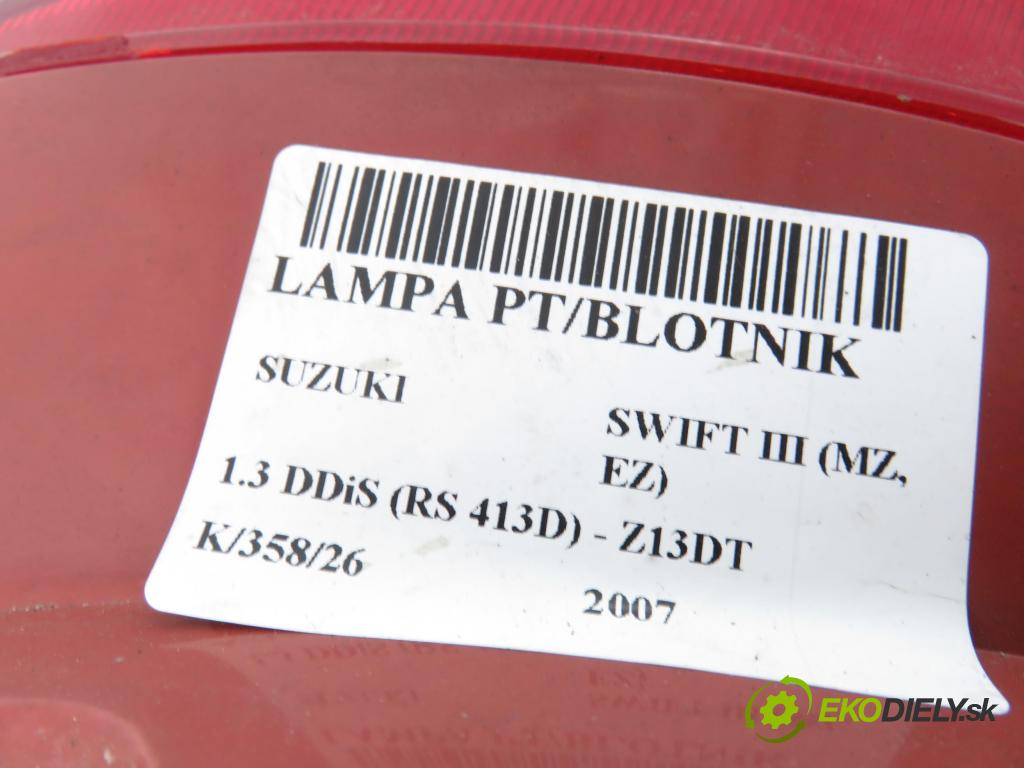 LAMPA PT/BLOTNIK
SUZUKI
SWIFT III (MZ,
EZ)
1.3 DDiS (RS 413D) - Z13DT
K/358/26
2007
EKODIELY.sk